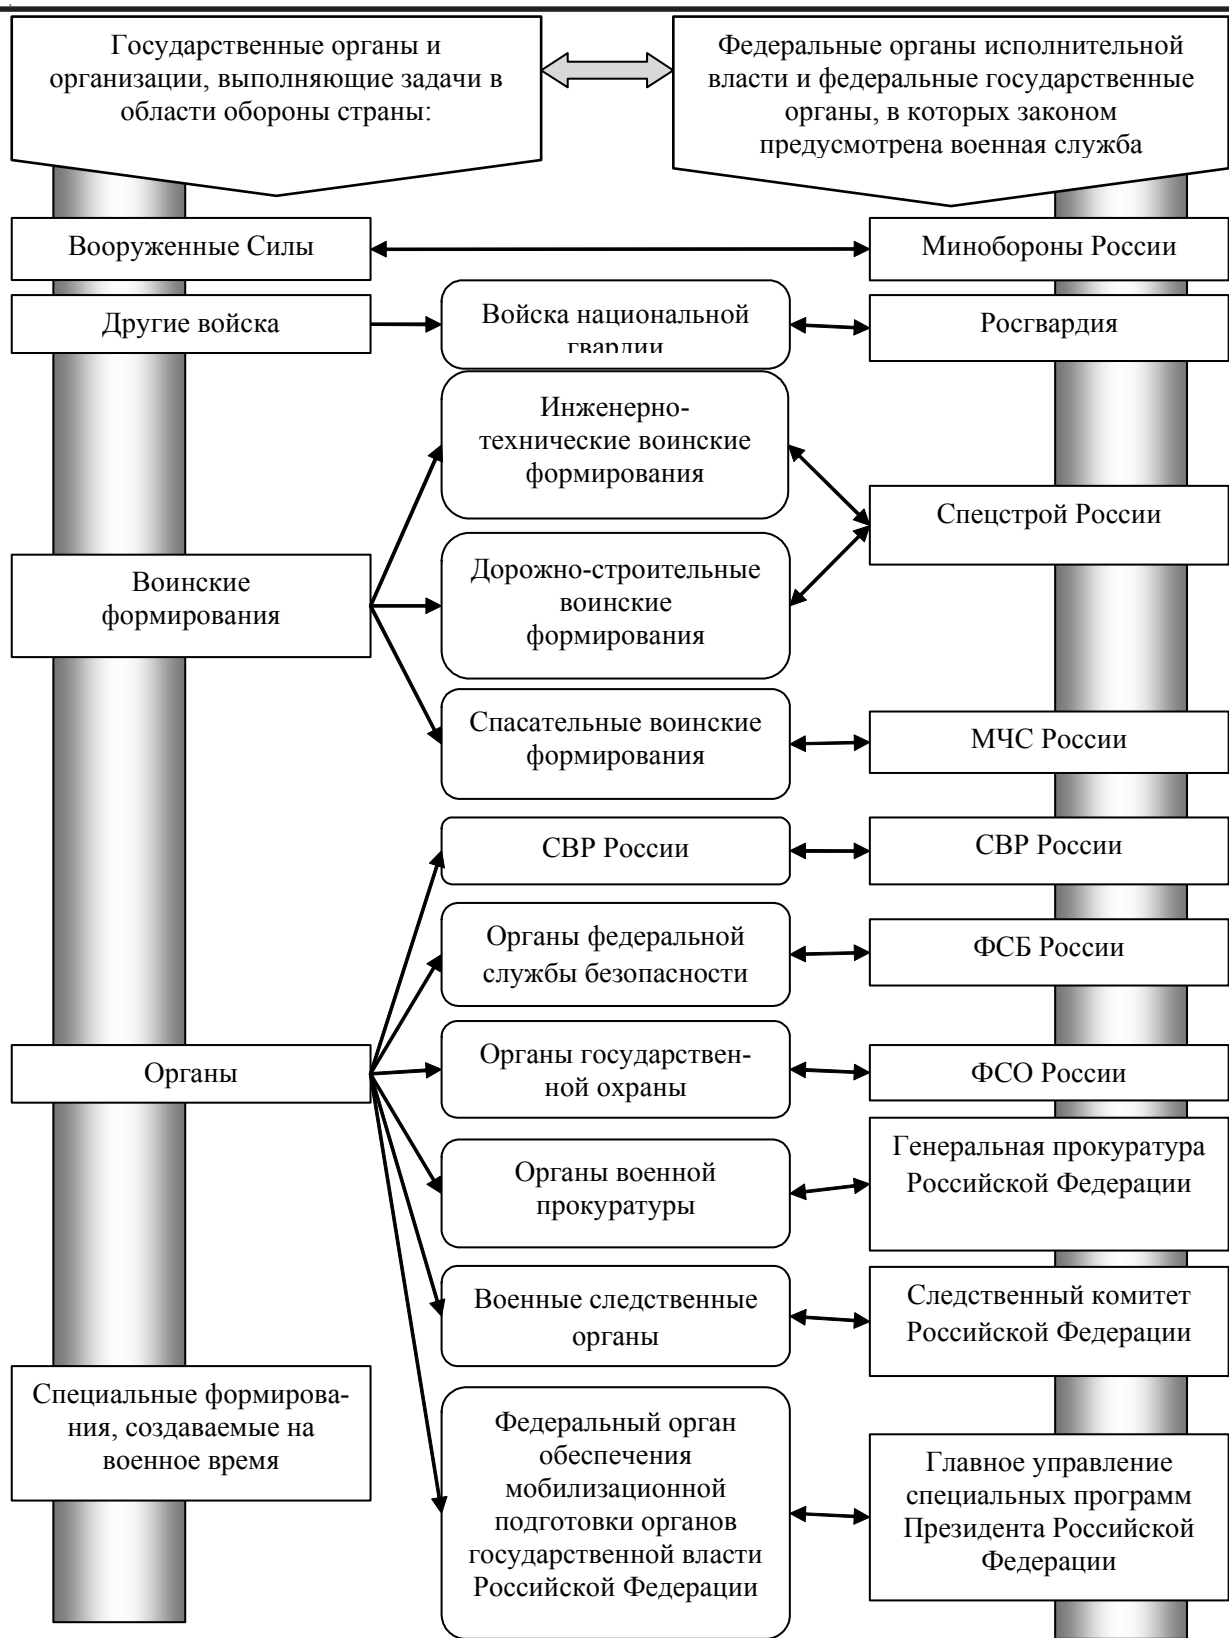 Государственные органы и
организации, выполняющие задачи в
области обороны страны:
Федеральные органы исполнительной
власти и федеральные государственные
органы, в которых законом
предусмотрена военная служба
Вооруженные Силы
Минобороны России
Другие войска
Войска национальной
гвардии
Росгвардия
Инженерно-
технические воинские
формирования
Спецстрой России
Воинские
формирования
Дорожно-строительные
воинские
формирования
Спасательные воинские
формирования
МЧС России
СВР России
СВР России
Органы федеральной
службы безопасности
ФСБ России
Органы
Органы государствен-
ной охраны
ФСО России
Органы военной
прокуратуры
Генеральная прокуратура
Российской Федерации
Военные следственные
органы
Следственный комитет
Российской Федерации
Специальные формирова-
ния, создаваемые на
военное время
Федеральный орган
обеспечения
мобилизационной
подготовки органов
государственной власти
Российской Федерации
Главное управление
специальных программ
Президента Российской
Федерации